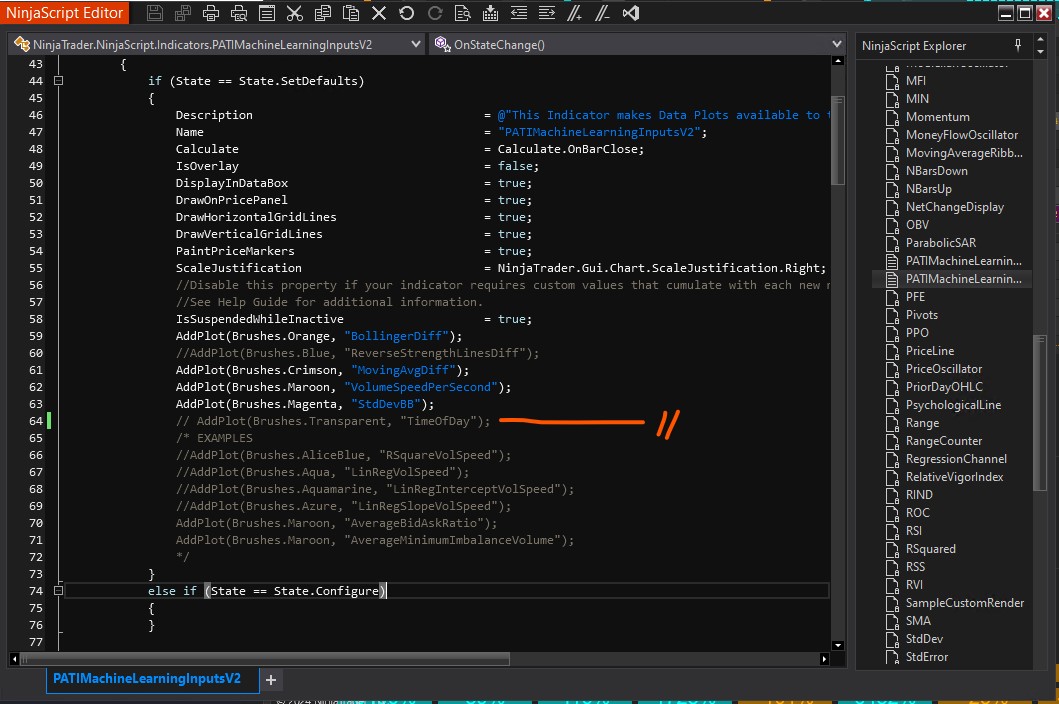 NinjaScript Editor
NinjaTrader.NinjaScript.Indicators.PATIMachineLearningInputsV2
OnStateChange()
43 {
44 if (State == State.SetDefaults)
45 {
46 Description = @"This Indicator makes Data Plots available to
47 Name = "PATIMachineLearningInputsV2";
48 Calculate = Calculate.OnBarClose;
49 IsOverlay = false;
50 DisplayInDataBox = true;
51 DrawOnPricePanel = true;
52 DrawHorizontalGridLines = true;
53 DrawVerticalGridLines = true;
54 PaintPriceMarkers = true;
55 ScaleJustification = NinjaTrader.Gui.Chart.ScaleJustification.Right;
56 //Disable this property if your indicator requires custom values that cumulate with each new
57 //See Help Guide for additional information.
58 IsSuspendedWhileInactive = true;
59 AddPlot(Brushes.Orange, "BollingerDiff");
60 //AddPlot(Brushes.Blue, "ReverseStrengthLinesDiff");
61 AddPlot(Brushes.Crimson, "MovingAvgDiff");
62 AddPlot(Brushes.Maroon, "VolumeSpeedPerSecond");
63 AddPlot(Brushes.Magenta, "StdDevBB");
64 // AddPlot(Brushes.Transparent, "TimeOfDay"); //
65 /* EXAMPLES
66 //AddPlot(Brushes.AliceBlue, "RSquareVolSpeed");
67 //AddPlot(Brushes.Aqua, "LinRegVolSpeed");
68 //AddPlot(Brushes.Aquamarine, "LinRegInterceptVolSpeed");
69 //AddPlot(Brushes.Azure, "LinRegSlopeVolSpeed");
70 AddPlot(Brushes.Maroon, "AverageBidAskRatio");
71 AddPlot(Brushes.Maroon, "AverageMinimumImbalanceVolume");
72 */
73 }
74 else if (State == State.Configure)
75 {
76 }
77
PATIMachineLearningInputsV2 +
NinjaScript Explorer
MFI
MIN
Momentum
MoneyFlowOscillator
MovingAverageRibb...
NBarsDown
NBarsUp
NetChangeDisplay
OBV
ParabolicSAR
PATIMachineLearnin...
PATIMachineLearnin...
PFE
Pivots
PPO
PriceLine
PriceOscillator
PriorDayOHLC
PsychologicalLine
Range
RangeCounter
RegressionChannel
RelativeVigorIndex
RIND
ROC
RSI
RSquared
RSS
RVI
SampleCustomRender
SMA
StdDev
StdError